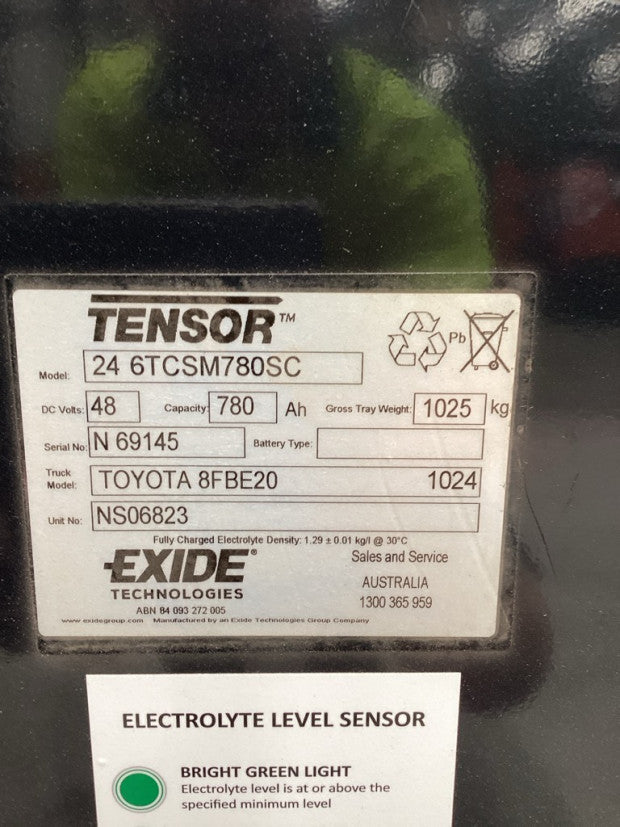 TENSOR™
Pb
Model: 24 6TCSM780SC
DC Volts: 48 Capacity: 780 Ah Gross Tray Weight: 1025 kg
Serial No: N 69145 Battery Type:
Truck Model: TOYOTA 8FBE20 1024
Unit No: NS06823
Fully Charged Electrolyte Density: 1.29 ± 0.01 kg/l @ 30°C
EXIDE®
TECHNOLOGIES
Sales and Service
AUSTRALIA
1300 365 959
ABN 84 093 272 005
www.exidegroup.com Manufactured by an Exide Technologies Group Company
ELECTROLYTE LEVEL SENSOR
BRIGHT GREEN LIGHT
Electrolyte level is at or above the
specified minimum level